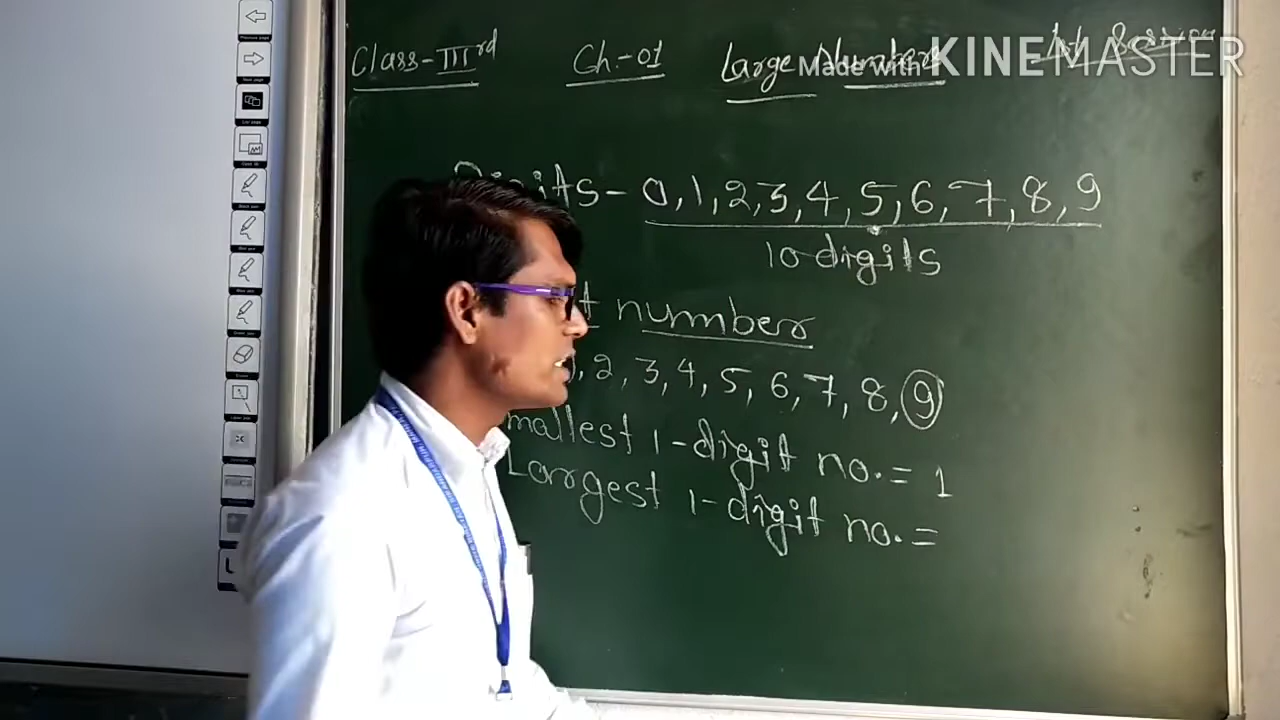 Class-IIIrd Ch-01 Large Numbers
Made with KINEMASTER
Digits- 0,1,2,3,4,5,6,7,8,9
10 digits
number
2,3,4,5,6,7,8,9
mallest 1-digit no.= 1
Largest 1-digit no.=